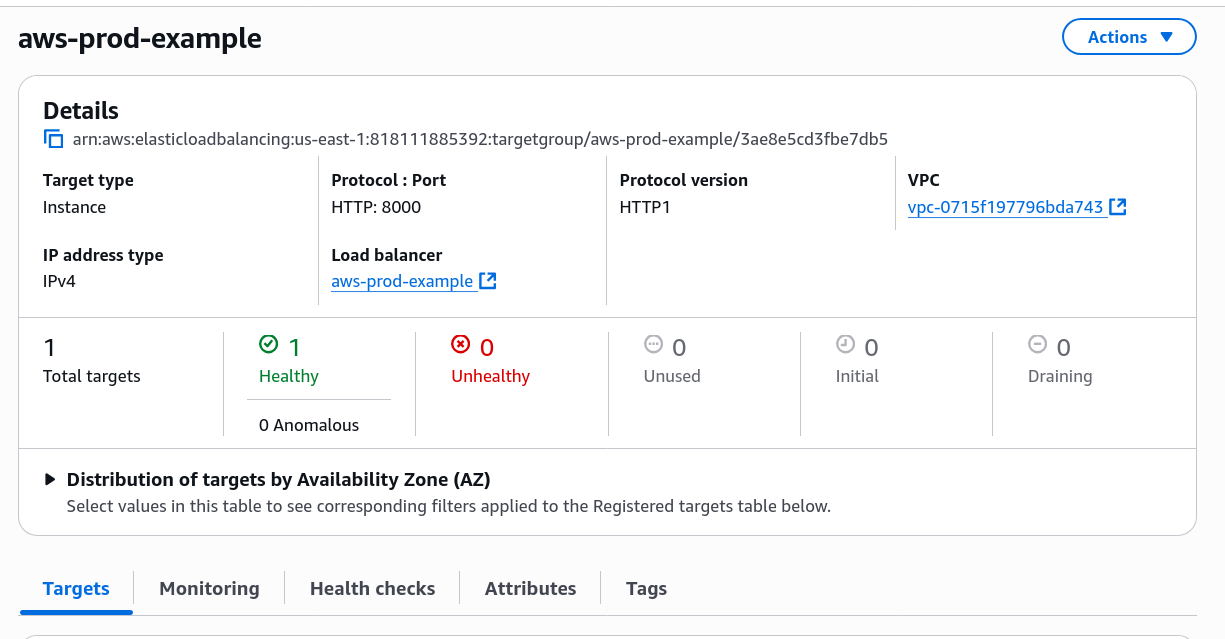 aws-prod-example
Actions
Details
arn:aws:elasticloadbalancing:us-east-1:818111885392:targetgroup/aws-prod-example/3ae8e5cd3fbe7db5
Target type
Instance
Protocol : Port
HTTP: 8000
Protocol version
HTTP1
VPC
vpc-0715f197796bda743
IP address type
IPv4
Load balancer
aws-prod-example
1
Total targets
1
Healthy
0 Anomalous
0
Unhealthy
0
Unused
0
Initial
0
Draining
Distribution of targets by Availability Zone (AZ)
Select values in this table to see corresponding filters applied to the Registered targets table below.
Targets
Monitoring
Health checks
Attributes
Tags